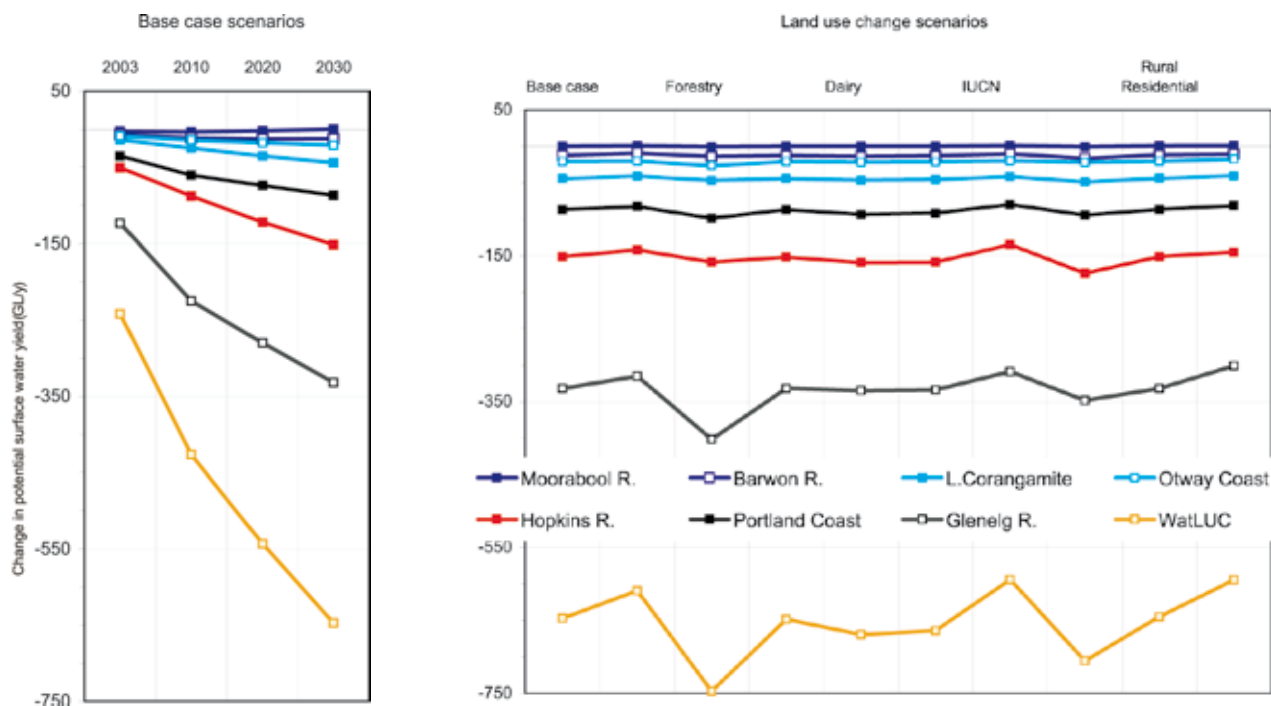 Base case scenarios
2003 2010 2020 2030
50
-150
-350
-550
-750
Change in potential surface water yield(GL/y)
Land use change scenarios
Base case Forestry Dairy IUCN Rural Residential
50
-150
-350
-550
-750
Moorabool R. Barwon R. L.Corangamite Otway Coast
Hopkins R. Portland Coast Glenelg R. WatLUC